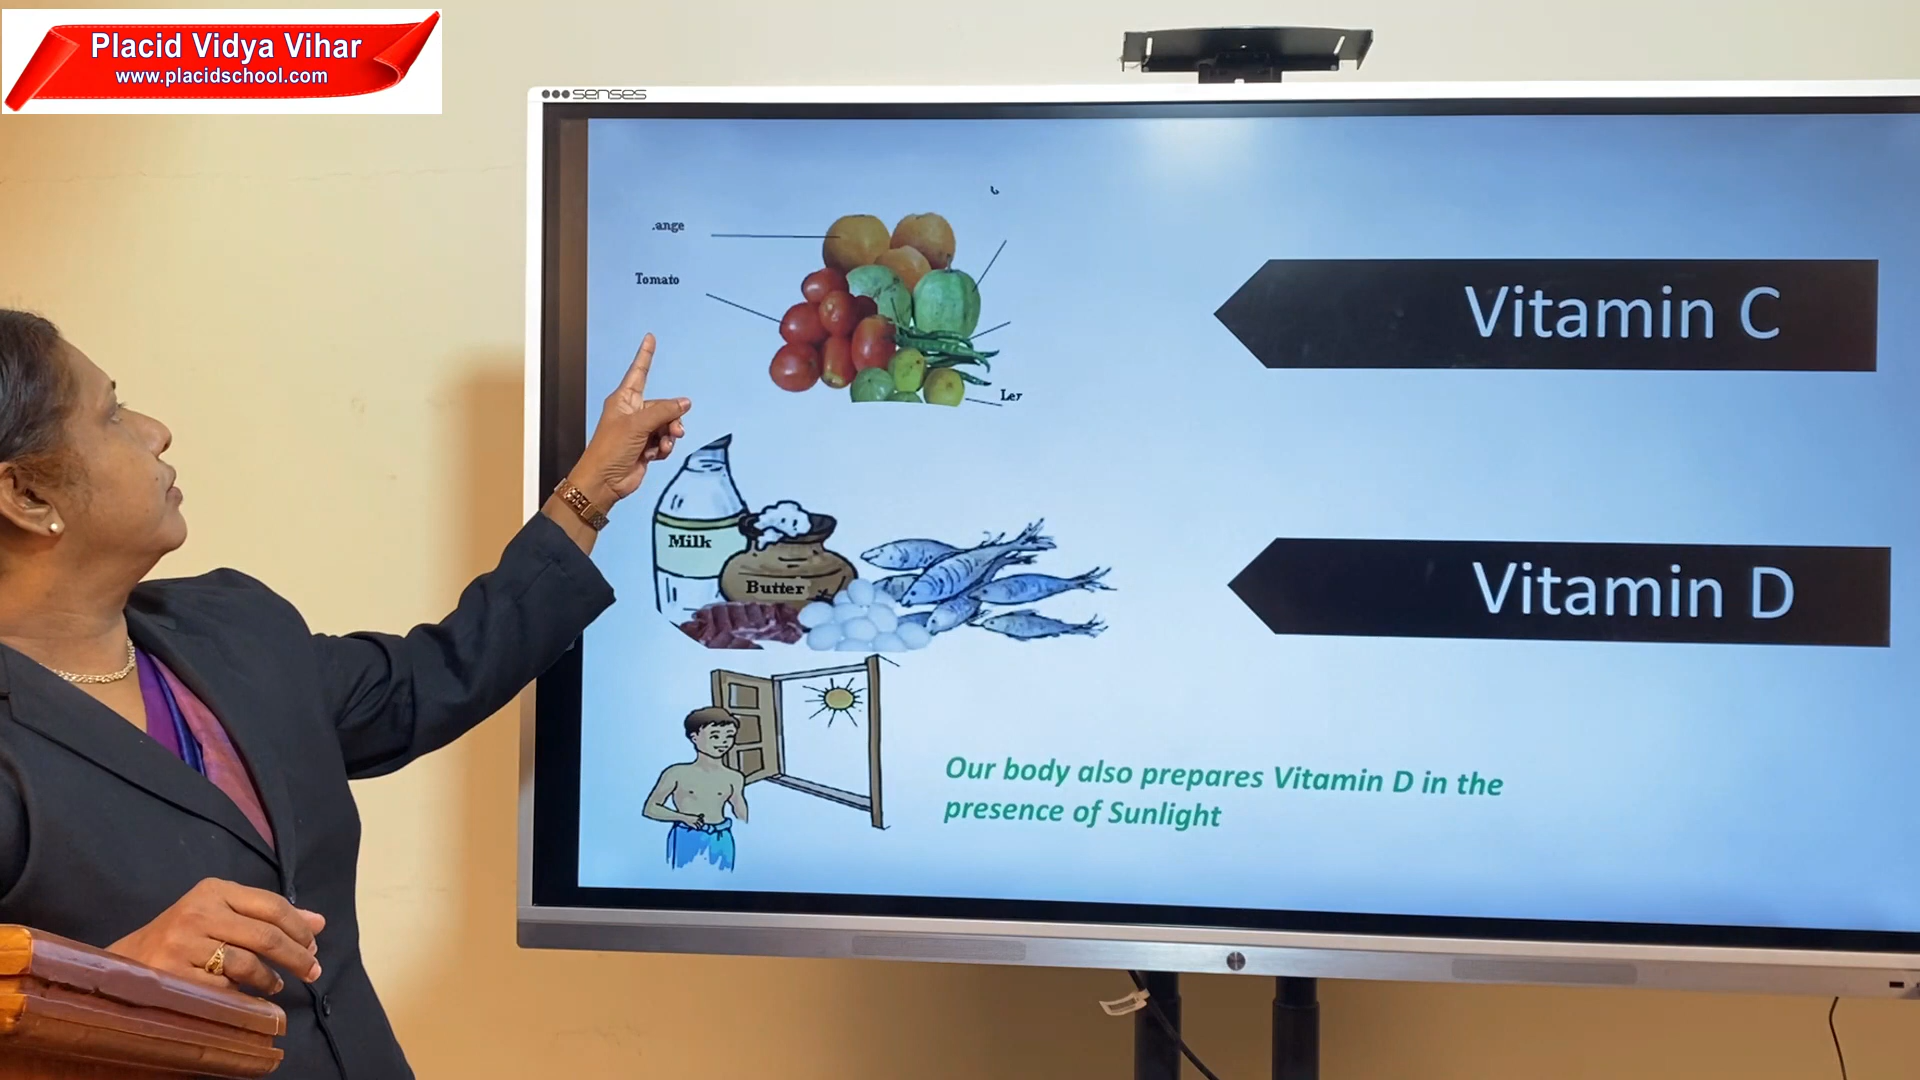 Placid Vidya Vihar
www.placidschool.com
senses
.ange
Tomato
Vitamin C
Milk
Butter
Vitamin D
Our body also prepares Vitamin D in the
presence of Sunlight